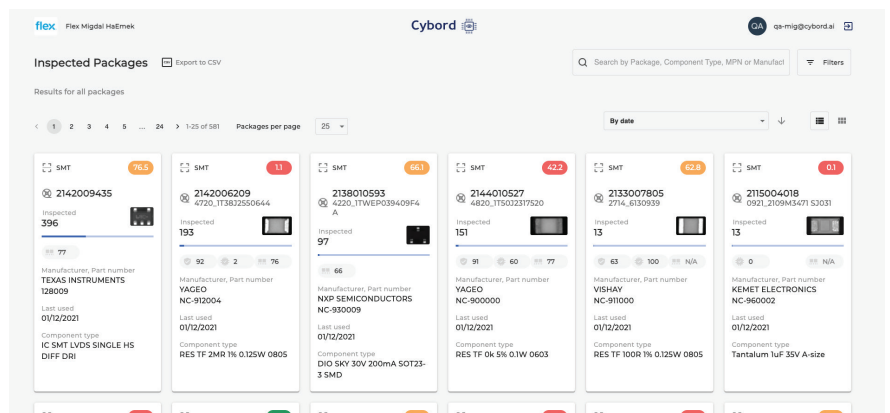 flex Flex Migdal HaEmek
Cybord
QA qa-mig@cybord.ai
Inspected Packages Export to CSV
Search by Package, Component Type, MPN or Manufact
Filters
Results for all packages
< 1 2 3 4 5 ... 24 > 1-25 of 581 Packages per page 25
By date
SMT 76.5
2142009435
Inspected
396
77
Manufacturer, Part number
TEXAS INSTRUMENTS
128009
Last used
01/12/2021
Component type
IC SMT LVDS SINGLE HS
DIFF DRI
SMT 1.1
2142006209
4720_1T38J2550644
Inspected
193
92 2 76
Manufacturer, Part number
YAGEO
NC-912004
Last used
01/12/2021
Component type
RES TF 2MR 1% 0.125W 0805
SMT 66.1
2138010593
4220_1TWEP039409F4
A
Inspected
97
66
Manufacturer, Part number
NXP SEMICONDUCTORS
NC-930009
Last used
01/12/2021
Component type
DIO SKY 30V 200mA SOT23-
3 SMD
SMT 42.2
2144010527
4820_1T50J2317520
Inspected
151
91 60 77
Manufacturer, Part number
YAGEO
NC-900000
Last used
01/12/2021
Component type
RES TF 0k 5% 0.1W 0603
SMT 62.8
2133007805
2714_6130939
Inspected
13
63 100 N/A
Manufacturer, Part number
VISHAY
NC-911000
Last used
01/12/2021
Component type
RES TF 100R 1% 0.125W 0805
SMT 0.1
2115004018
0921_2109M3471 SJ031
Inspected
13
0 N/A
Manufacturer, Part number
KEMET ELECTRONICS
NC-960002
Last used
01/12/2021
Component type
Tantalum 1uF 35V A-size